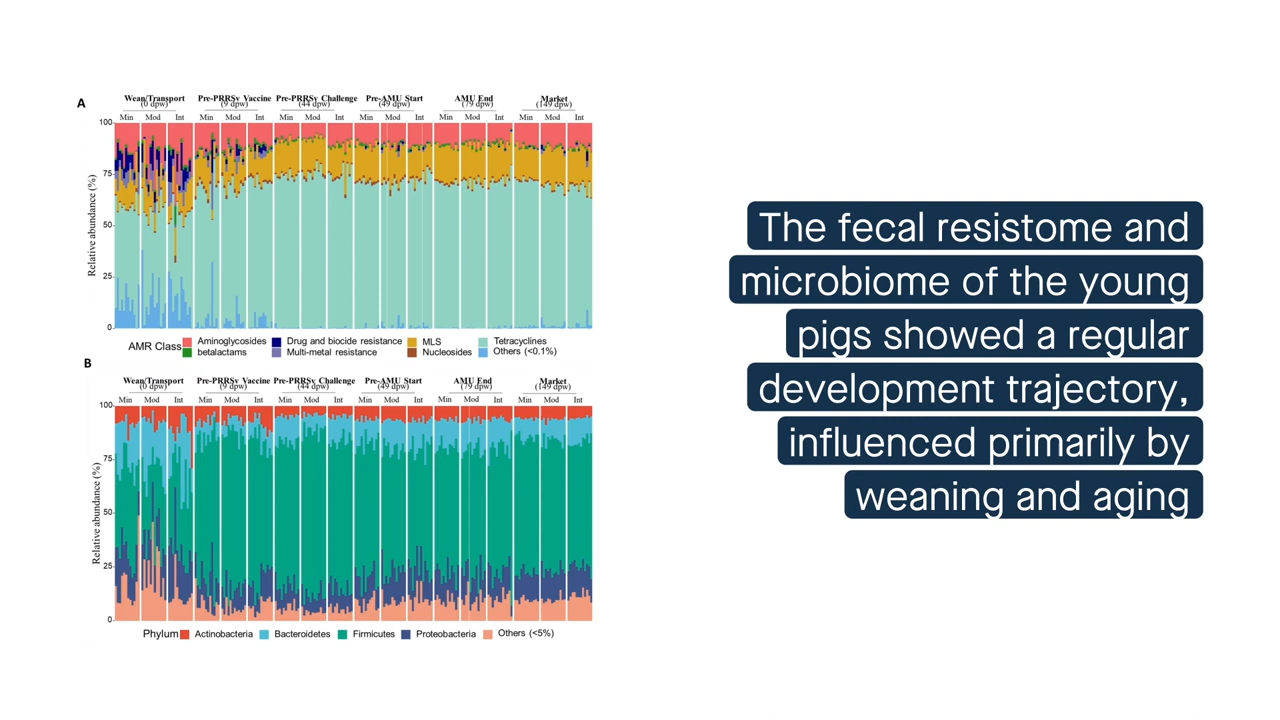 A
Wean/Transport Pre-PRRSv Vaccine Pre-PRRSv Challenge Pre-AMU Start AMU End Market
(0 dpw) (9 dpw) (44 dpw) (49 dpw) (79 dpw) (149 dpw)
Min Mod Int Min Mod Int Min Mod Int Min Mod Int Min Mod Int Min Mod Int
100
75
50
25
0
Relative abundance (%)
AMR Class Aminoglycosides Drug and biocide resistance MLS Tetracyclines
betalactams Multi-metal resistance Nucleosides Others (<0.1%)
B
Wean/Transport Pre-PRRSv Vaccine Pre-PRRSv Challenge Pre-AMU Start AMU End Market
(0 dpw) (9 dpw) (44 dpw) (49 dpw) (79 dpw) (149 dpw)
Min Mod Int Min Mod Int Min Mod Int Min Mod Int Min Mod Int Min Mod Int
100
75
50
25
0
Relative abundance (%)
Phylum Actinobacteria Bacteroidetes Firmicutes Proteobacteria Others (<5%)
The fecal resistome and
microbiome of the young
pigs showed a regular
development trajectory,
influenced primarily by
weaning and aging